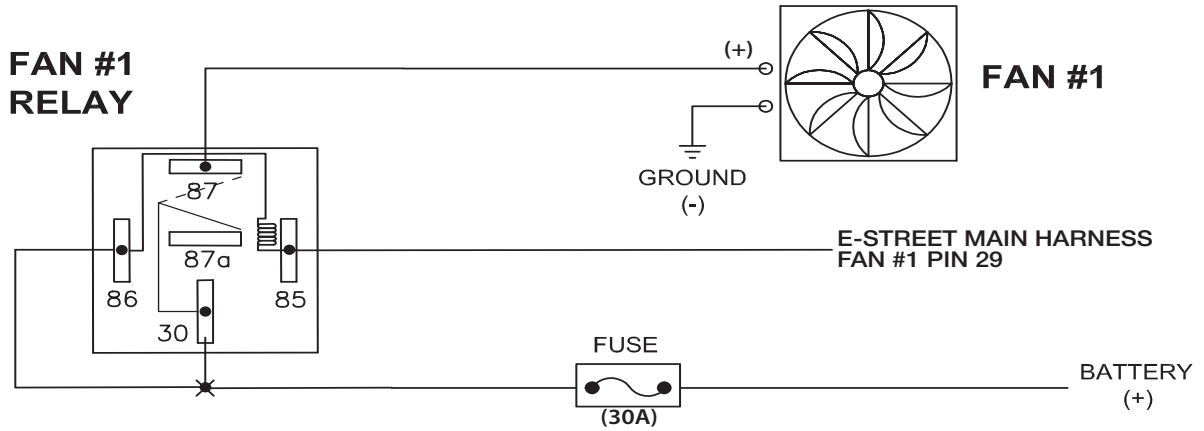 FAN #1
RELAY
(+)
FAN #1
GROUND
(-)
87
87a
86
85
30
E-STREET MAIN HARNESS
FAN #1 PIN 29
FUSE
(30A)
BATTERY
(+)